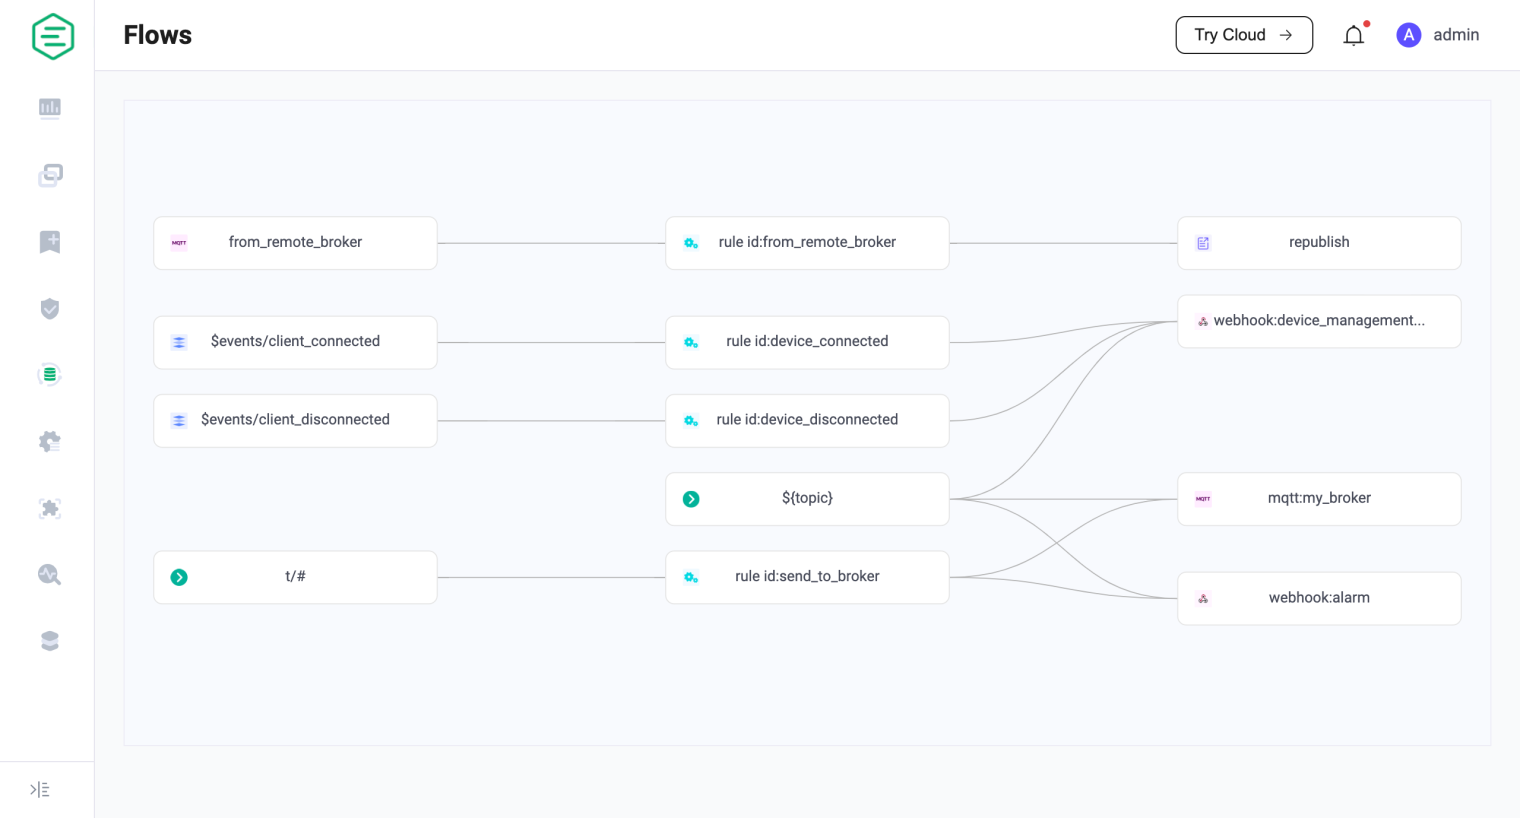 Flows
Try Cloud
A
admin
MQTT
from_remote_broker
rule id:from_remote_broker
republish
webhook:device_management...
$events/client_connected
rule id:device_connected
$events/client_disconnected
rule id:device_disconnected
${topic}
MQTT
mqtt:my_broker
t/#
rule id:send_to_broker
webhook:alarm